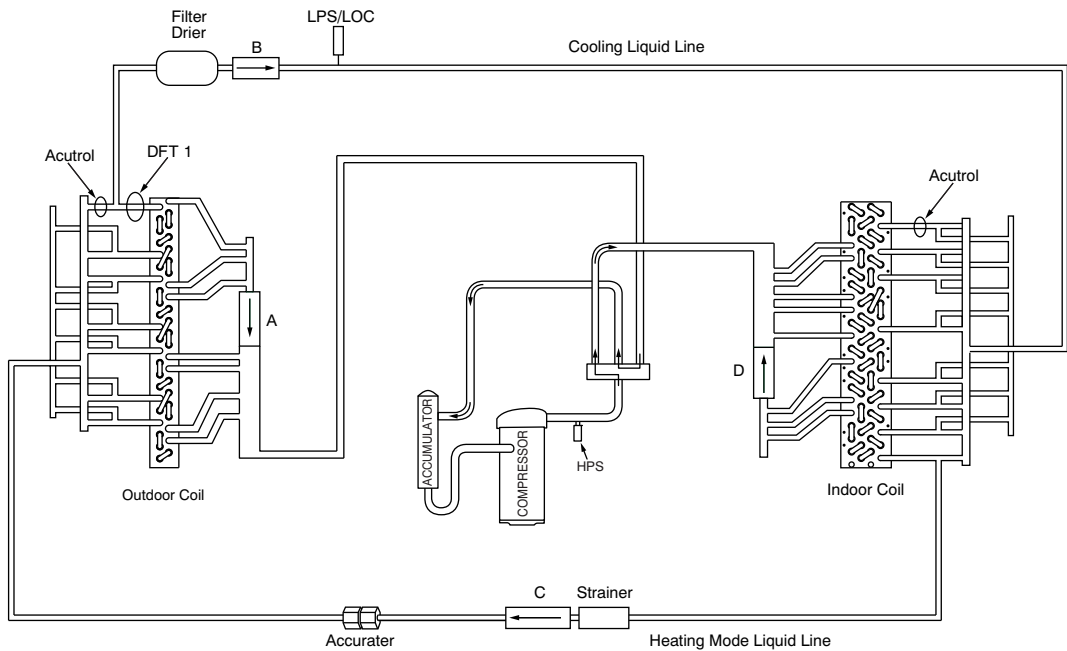 Filter
Drier
B
LPS/LOC
Cooling Liquid Line
Acutrol
DFT 1
Acutrol
A
D
ACCUMULATOR
COMPRESSOR
HPS
Outdoor Coil
Indoor Coil
C
Strainer
Accurater
Heating Mode Liquid Line